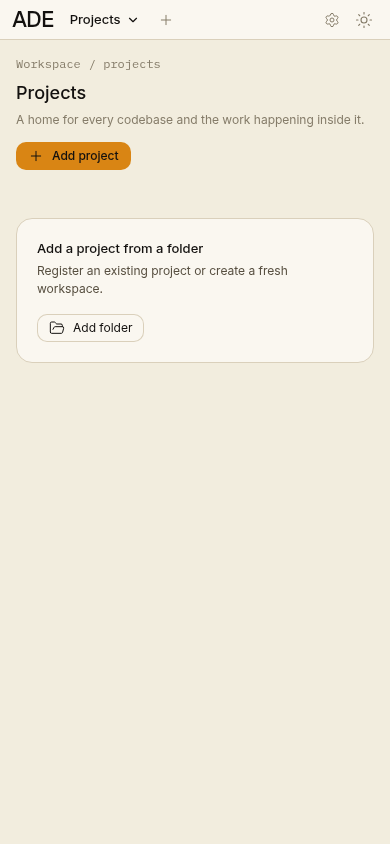 ADE Projects
Workspace / projects
Projects
A home for every codebase and the work happening inside it.
Add project
Add a project from a folder
Register an existing project or create a fresh
workspace.
Add folder